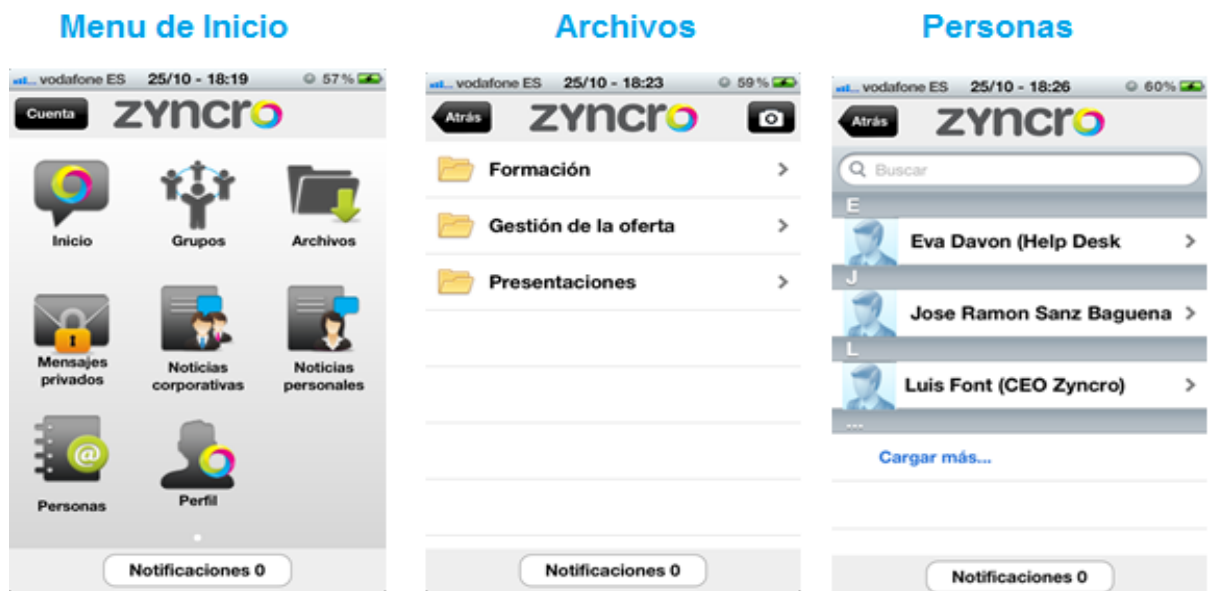 Menu de Inicio
Archivos
Personas
vodafone ES 25/10 - 18:19 57%
Cuenta
zyncro
Inicio
Grupos
Archivos
Mensajes
privados
Noticias
corporativas
Noticias
personales
@
Personas
Perfil
Notificaciones 0
vodafone ES 25/10 - 18:23 59%
Atrás
zyncro
Formación
Gestión de la oferta
Presentaciones
Notificaciones 0
vodafone ES 25/10 - 18:26 60%
Atrás
zyncro
Buscar
E
Eva Davon (Help Desk
J
Jose Ramon Sanz Baguena
L
Luis Font (CEO Zyncro)
...
Cargar más...
Notificaciones 0